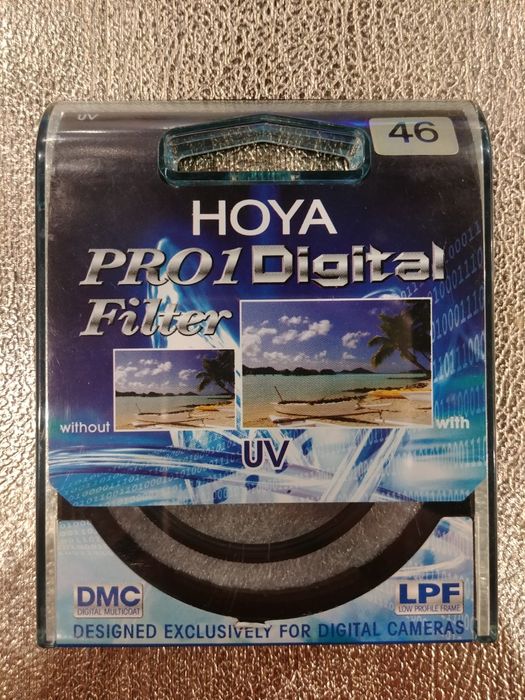 UV
46
HOYA
PRO1 Digital
Filter
without
with
UV
DMC
DIGITAL MULTICOAT
LPF
LOW PROFILE FRAME
DESIGNED EXCLUSIVELY FOR DIGITAL CAMERAS